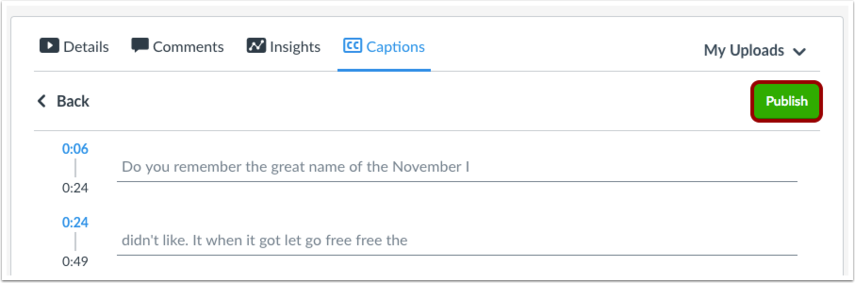 Details Comments Insights CC Captions My Uploads
Back Publish
0:06
Do you remember the great name of the November I
0:24
0:24
didn't like. It when it got let go free free the
0:49